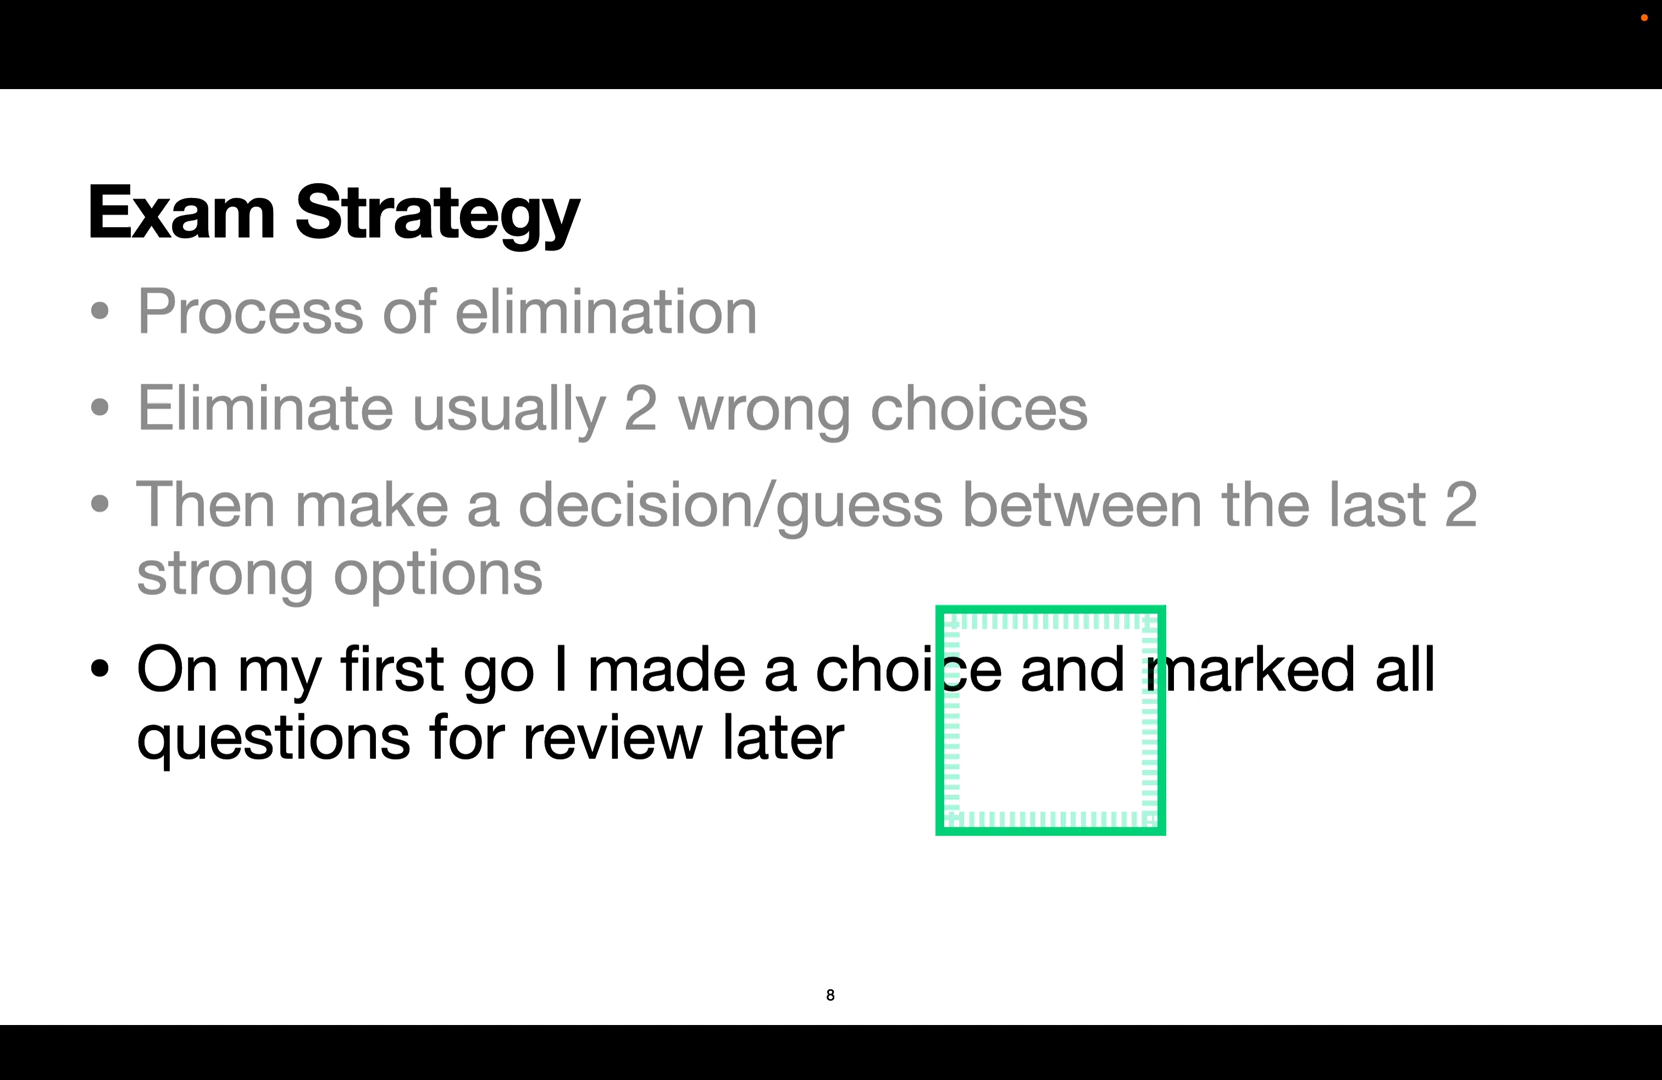 Exam Strategy
• Process of elimination
• Eliminate usually 2 wrong choices
• Then make a decision/guess between the last 2
strong options
• On my first go I made a choice and marked all
questions for review later
8